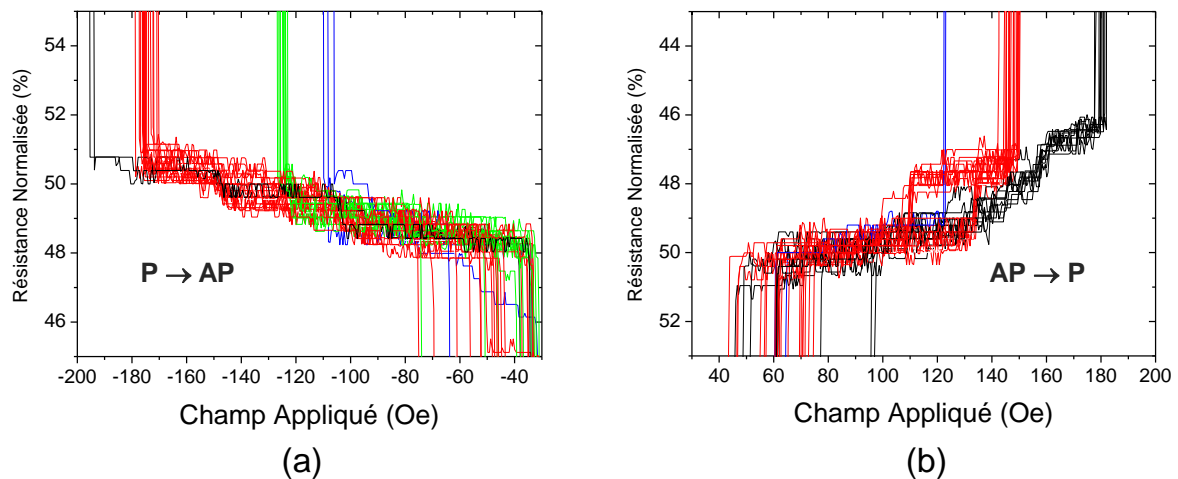 54
52
50
48
46
Résistance Normalisée (%)
P → AP
-200 -180 -160 -140 -120 -100 -80 -60 -40
Champ Appliqué (Oe)
(a)
44
46
48
50
52
Résistance Normalisée (%)
AP → P
40 60 80 100 120 140 160 180 200
Champ Appliqué (Oe)
(b)